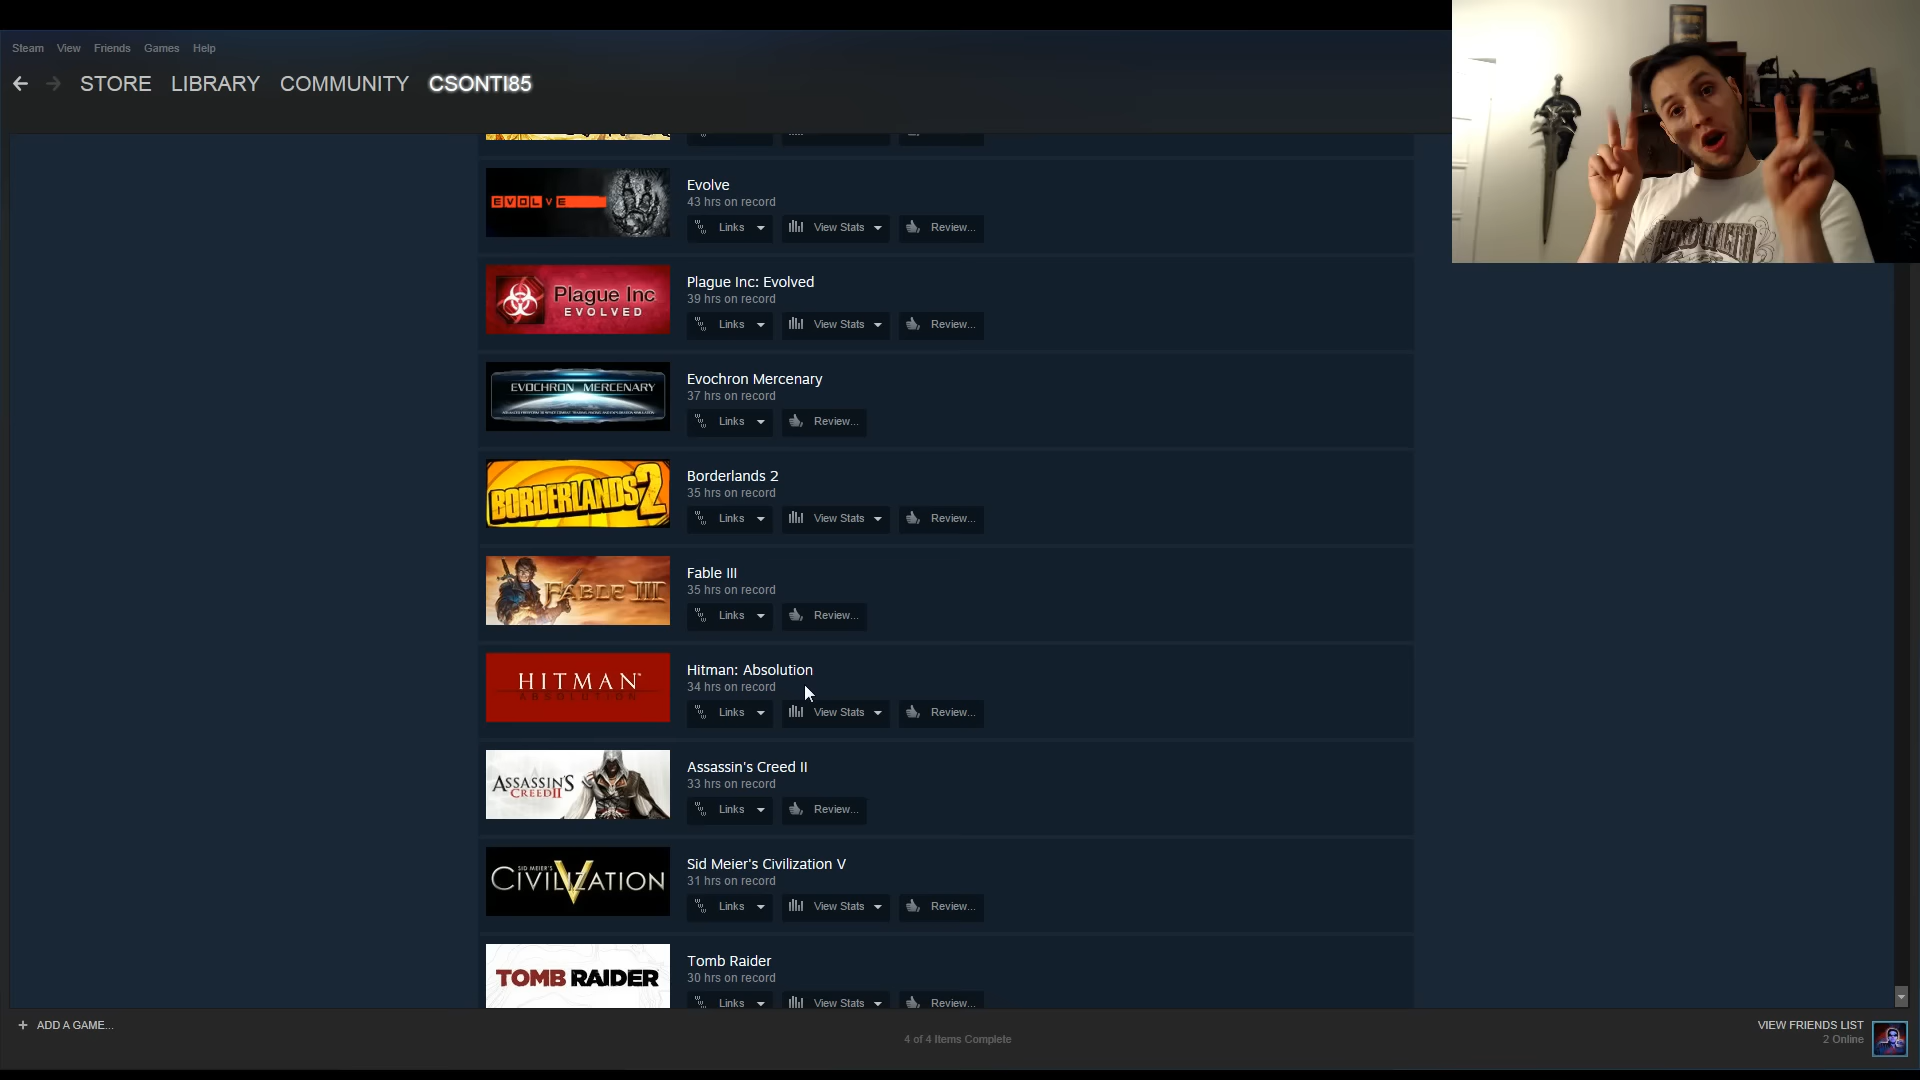 Steam View Friends Games Help
STORE LIBRARY COMMUNITY CSONTI85
EVOLVE
Evolve
43 hrs on record
Links View Stats Review...
Plague Inc
EVOLVED
Plague Inc: Evolved
39 hrs on record
Links View Stats Review...
EVOCHRON MERCENARY
Evochron Mercenary
37 hrs on record
Links Review...
BORDERLANDS 2
Borderlands 2
35 hrs on record
Links View Stats Review...
FABLE III
Fable III
35 hrs on record
Links Review...
HITMAN™
ABSOLUTION
Hitman: Absolution
34 hrs on record
Links View Stats Review...
ASSASSIN'S
CREED II
Assassin's Creed II
33 hrs on record
Links Review...
SID MEIER'S
CIVILIZATION
V
Sid Meier's Civilization V
31 hrs on record
Links View Stats Review...
TOMB RAIDER
Tomb Raider
30 hrs on record
Links View Stats Review...
+ ADD A GAME...
4 of 4 Items Complete
VIEW FRIENDS LIST
2 Online